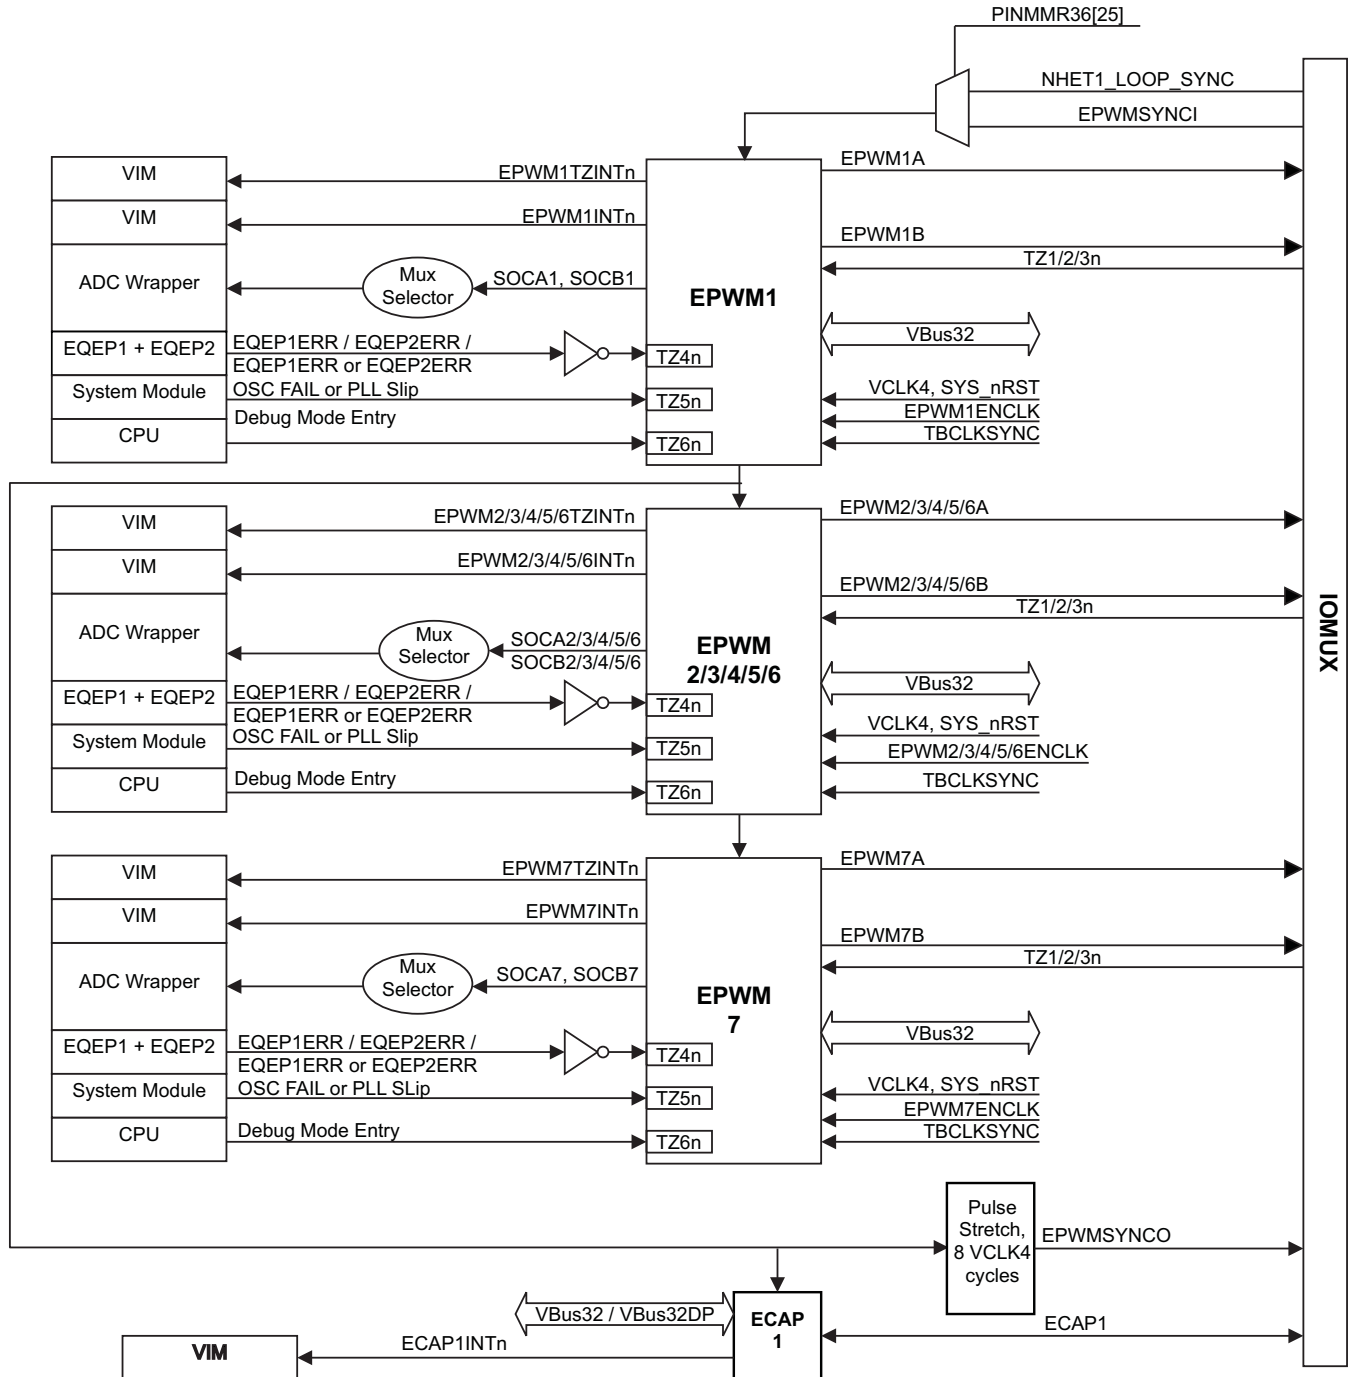 PINMMR36[25]
NHET1_LOOP_SYNC
EPWMSYNCI
VIM
EPWM1TZINTn
EPWM1A
VIM
EPWM1INTn
EPWM1B
TZ1/2/3n
ADC Wrapper
Mux
Selector
SOCA1, SOCB1
EPWM1
VBus32
EQEP1 + EQEP2
EQEP1ERR / EQEP2ERR /
EQEP1ERR or EQEP2ERR
TZ4n
System Module
OSC FAIL or PLL Slip
TZ5n
VCLK4, SYS_nRST
EPWM1ENCLK
TBCLKSYNC
CPU
Debug Mode Entry
TZ6n
VIM
EPWM2/3/4/5/6TZINTn
EPWM2/3/4/5/6A
VIM
EPWM2/3/4/5/6INTn
EPWM2/3/4/5/6B
TZ1/2/3n
IOMUX
ADC Wrapper
Mux
Selector
SOCA2/3/4/5/6
SOCB2/3/4/5/6
EPWM
2/3/4/5/6
VBus32
EQEP1 + EQEP2
EQEP1ERR / EQEP2ERR /
EQEP1ERR or EQEP2ERR
TZ4n
System Module
OSC FAIL or PLL Slip
TZ5n
VCLK4, SYS_nRST
EPWM2/3/4/5/6ENCLK
TBCLKSYNC
CPU
Debug Mode Entry
TZ6n
VIM
EPWM7TZINTn
EPWM7A
VIM
EPWM7INTn
EPWM7B
TZ1/2/3n
ADC Wrapper
Mux
Selector
SOCA7, SOCB7
EPWM
7
VBus32
EQEP1 + EQEP2
EQEP1ERR / EQEP2ERR /
EQEP1ERR or EQEP2ERR
TZ4n
System Module
OSC FAIL or PLL SLip
TZ5n
VCLK4, SYS_nRST
EPWM7ENCLK
TBCLKSYNC
CPU
Debug Mode Entry
TZ6n
Pulse
Stretch,
8 VCLK4
cycles
EPWMSYNCO
VBus32 / VBus32DP
ECAP
1
ECAP1
VIM
ECAP1INTn